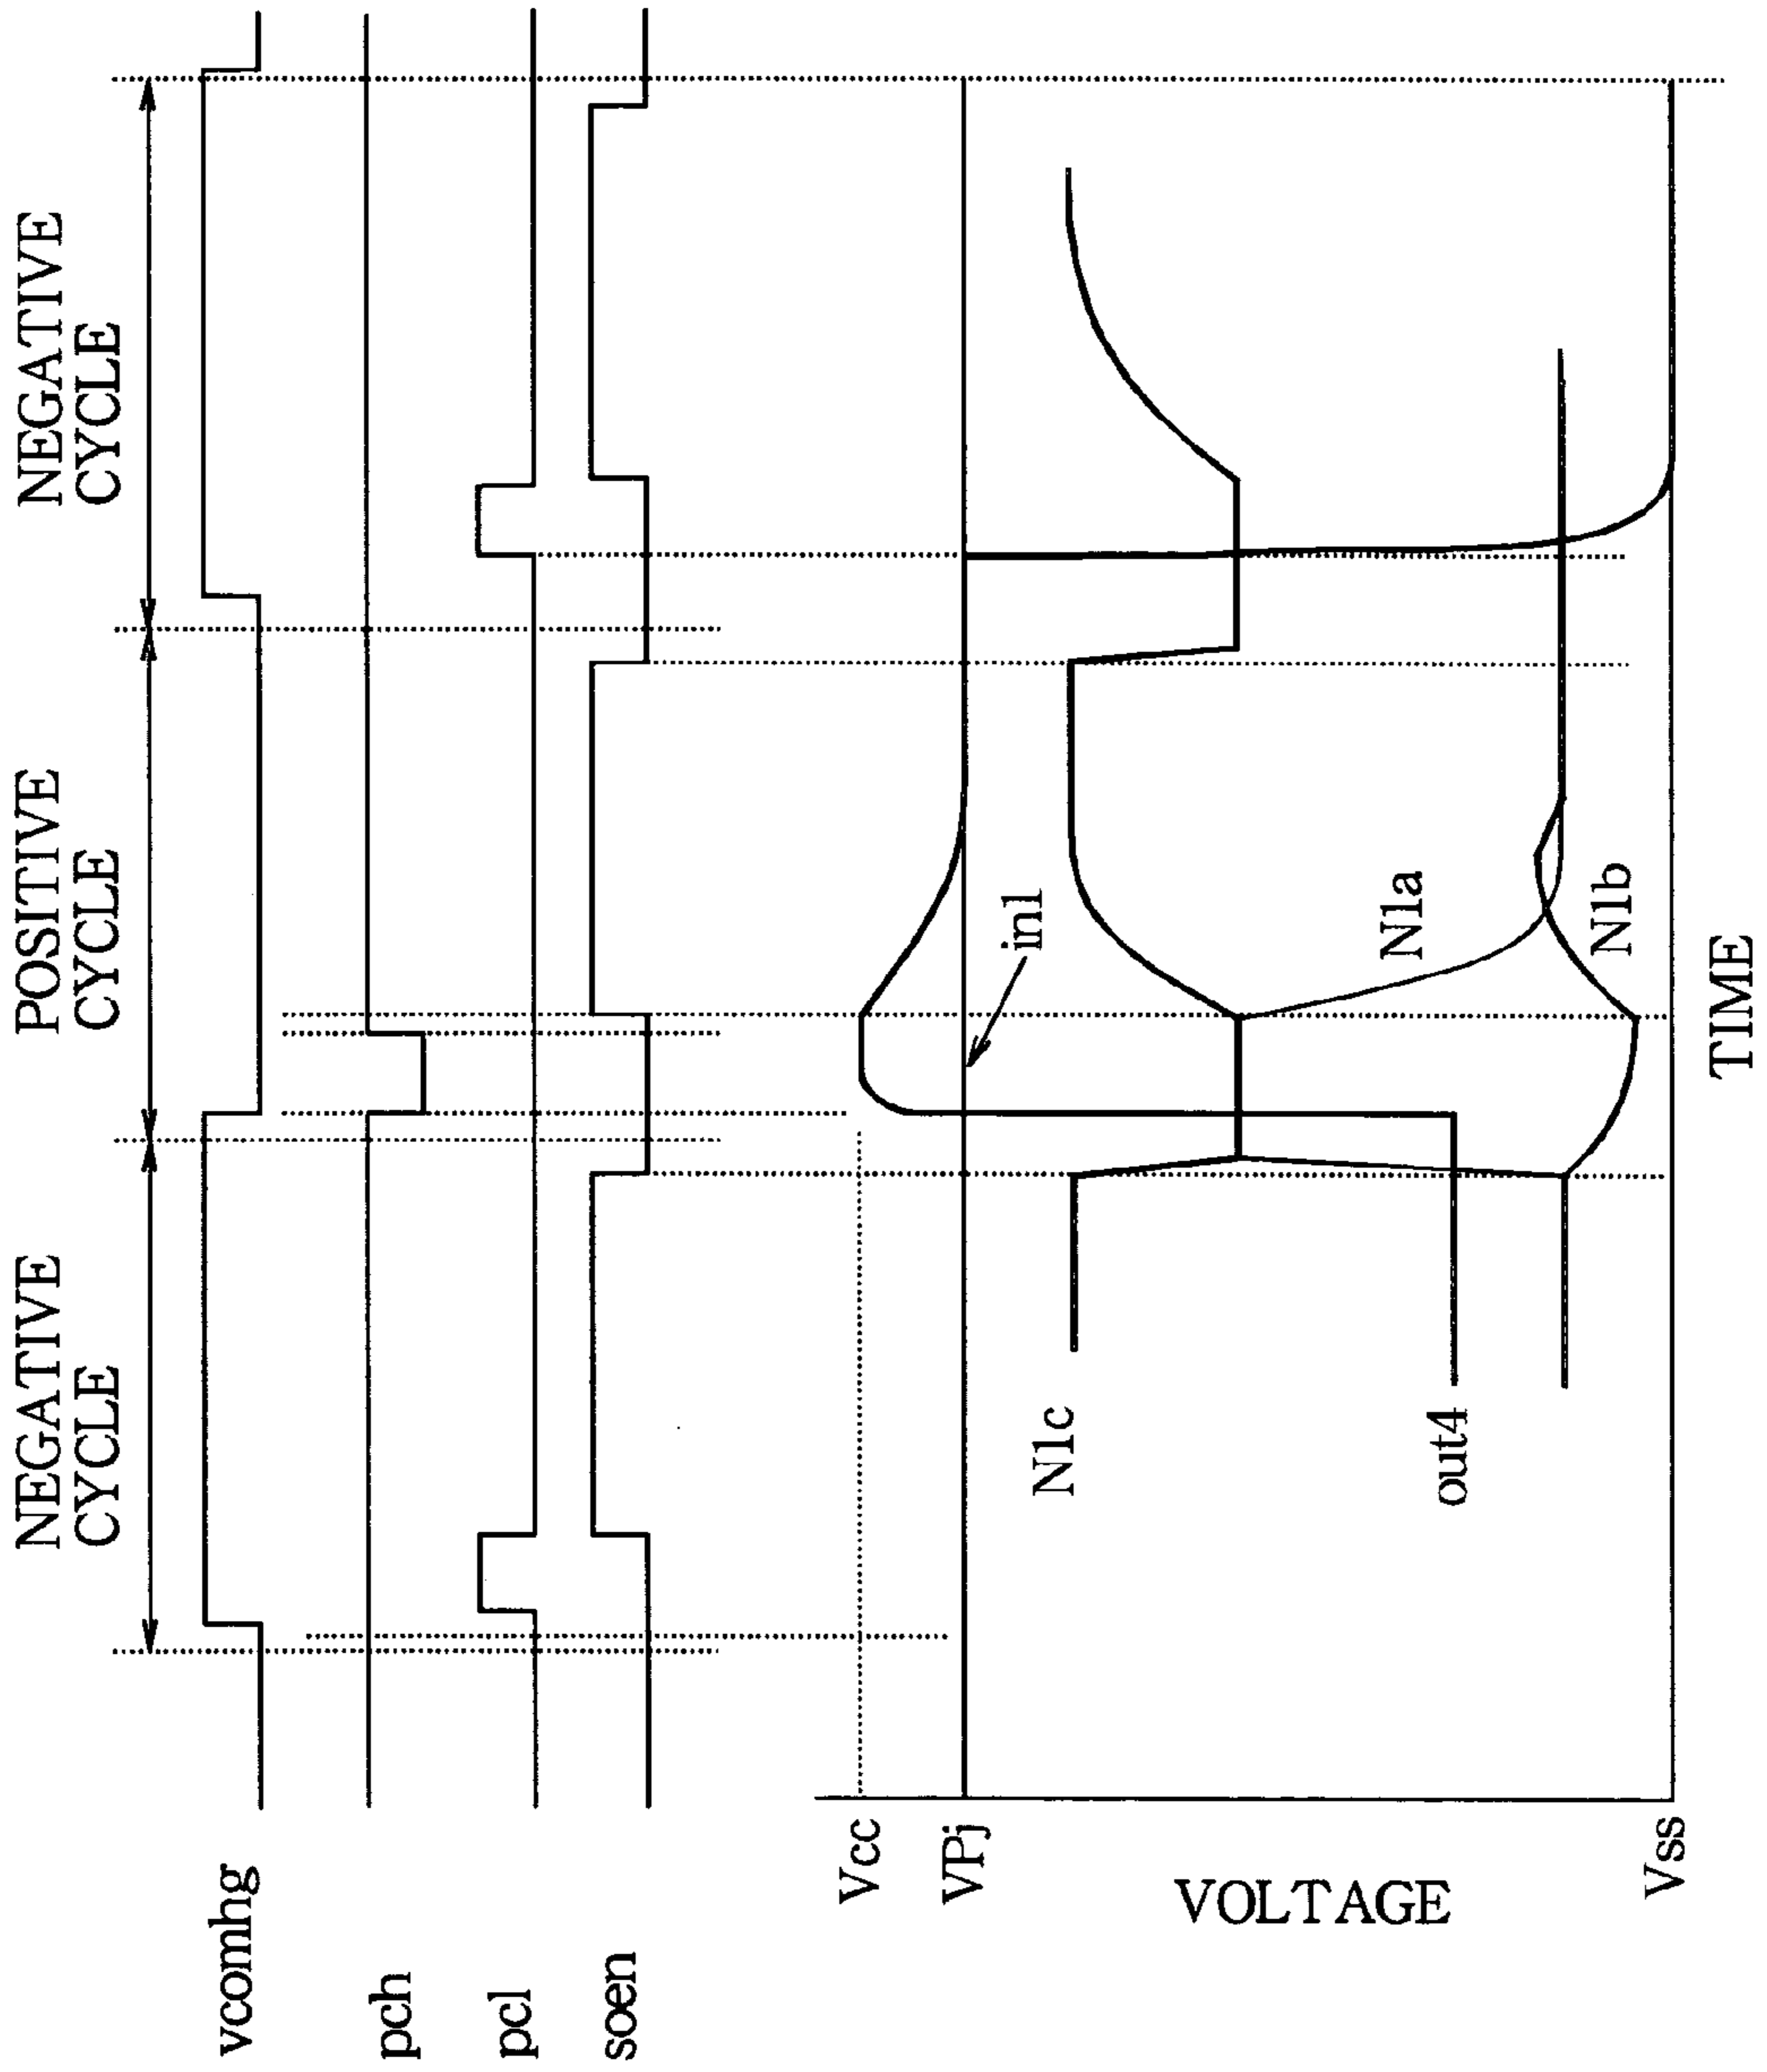 NEGATIVE
CYCLE
POSITIVE
CYCLE
NEGATIVE
CYCLE
vcomhg
pch
pcl
soen
Vcc
VPj
in1
N1c
VOLTAGE
N1a
out4
N1b
Vss
TIME